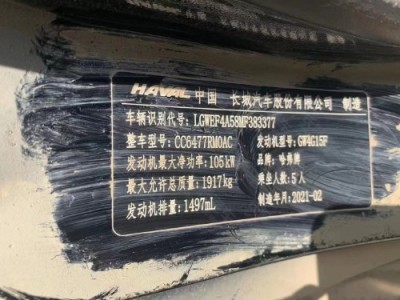 HAVAL 中国 长城汽车股份有限公司 制造
车辆识别代号: LGWEF4A58MF383377
整车型号: CC6477RM0AC 发动机型号: GW4G15F
发动机最大净功率: 105kW 品牌: 哈弗牌
最大允许总质量: 1917kg 乘坐人数: 5人
发动机排量: 1497mL 制造年月: 2021-02